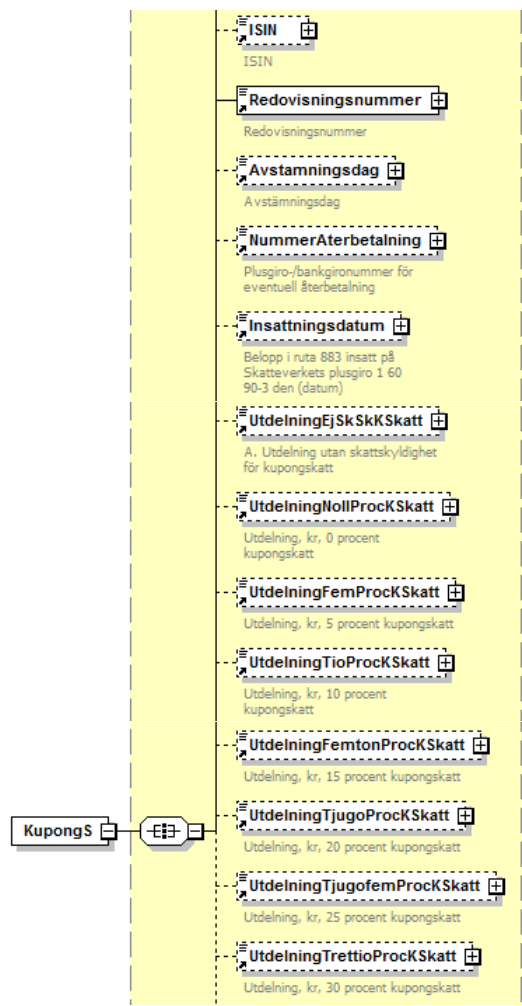 ISIN
ISIN
Redovisningsnummer
Redovisningsnummer
Avstamningsdag
Avstämningsdag
NummerAterbetalning
Plusgiro-/bankgironummer för
eventuell återbetalning
Insattningsdatum
Belopp i ruta 883 insatt på
Skatteverkets plusgiro 1 60
90-3 den (datum)
UtdelningEjSkSkKSkatt
A. Utdelning utan skattskyldighet
för kupongskatt
UtdelningNollProcKSkatt
Utdelning, kr, 0 procent
kupongskatt
UtdelningFemProcKSkatt
Utdelning, kr, 5 procent kupongskatt
UtdelningTioProcKSkatt
Utdelning, kr, 10 procent
kupongskatt
UtdelningFemtonProcKSkatt
Utdelning, kr, 15 procent kupongskatt
KupongS
UtdelningTjugoProcKSkatt
Utdelning, kr, 20 procent kupongskatt
UtdelningTjugofemProcKSkatt
Utdelning, kr, 25 procent kupongskatt
UtdelningTrettioProcKSkatt
Utdelning, kr, 30 procent kupongskatt